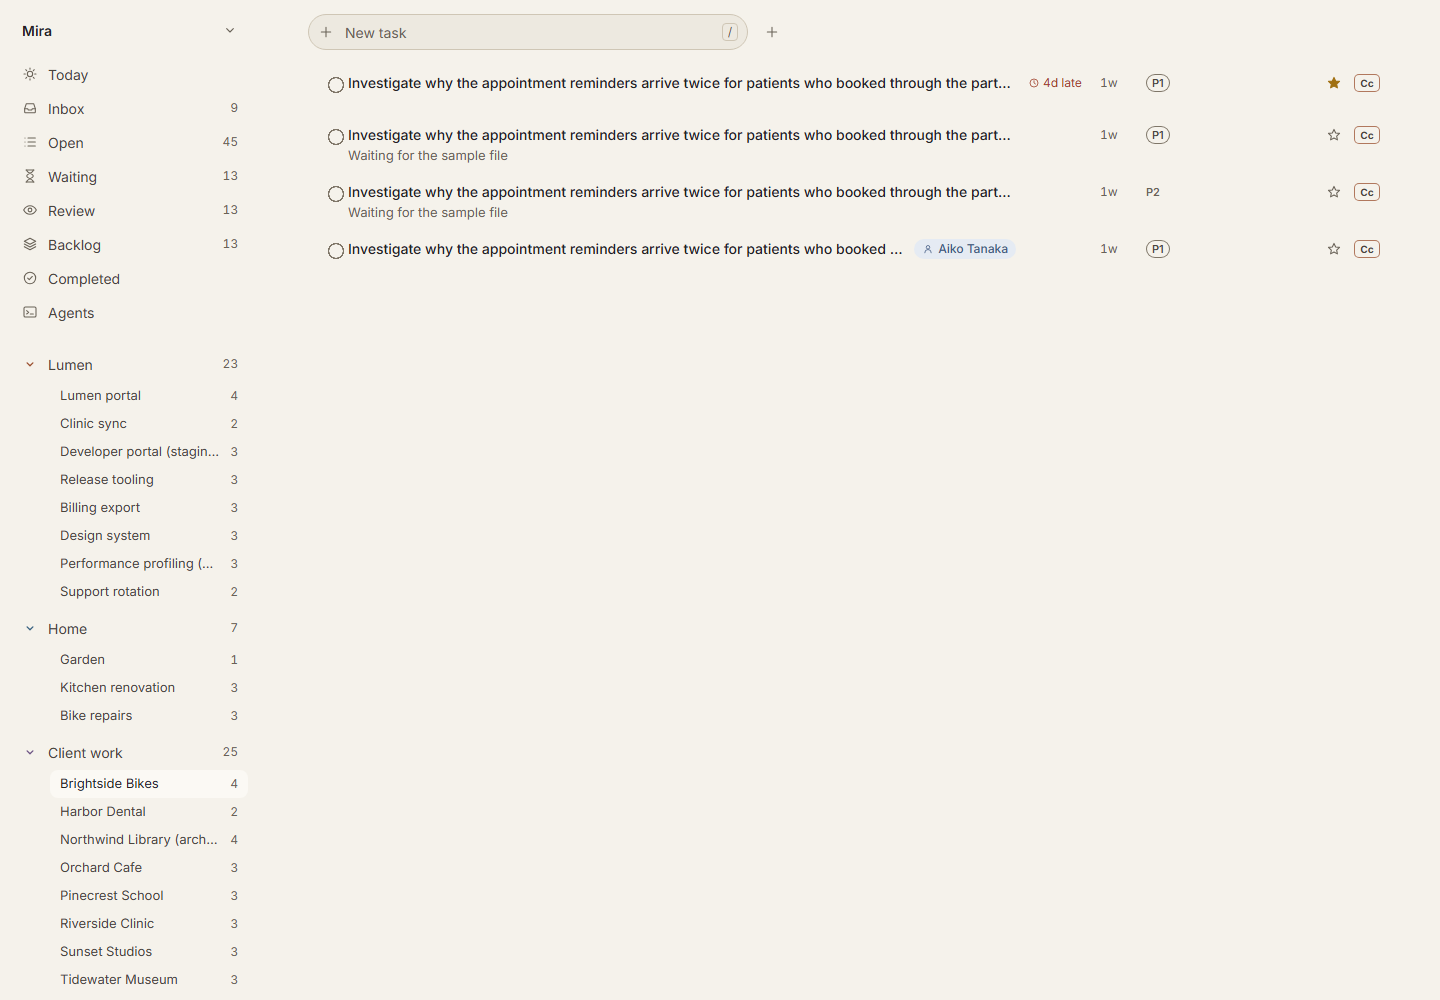 Mira
Today
Inbox 9
Open 45
Waiting 13
Review 13
Backlog 13
Completed
Agents
Lumen 23
Lumen portal 4
Clinic sync 2
Developer portal (stagin... 3
Release tooling 3
Billing export 3
Design system 3
Performance profiling (... 3
Support rotation 2
Home 7
Garden 1
Kitchen renovation 3
Bike repairs 3
Client work 25
Brightside Bikes 4
Harbor Dental 2
Northwind Library (arch... 4
Orchard Cafe 3
Pinecrest School 3
Riverside Clinic 3
Sunset Studios 3
Tidewater Museum 3
New task /
Investigate why the appointment reminders arrive twice for patients who booked through the part... 4d late 1w P1 Cc
Investigate why the appointment reminders arrive twice for patients who booked through the part... 1w P1 Cc
Waiting for the sample file
Investigate why the appointment reminders arrive twice for patients who booked through the part... 1w P2 Cc
Waiting for the sample file
Investigate why the appointment reminders arrive twice for patients who booked ... Aiko Tanaka 1w P1 Cc